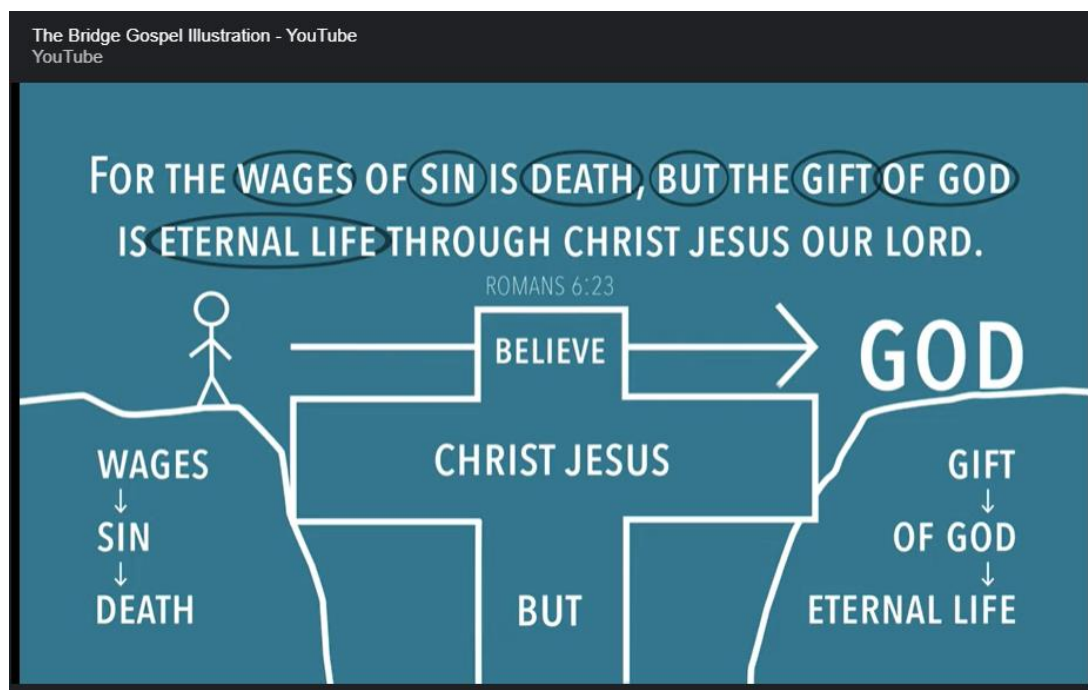 The Bridge Gospel Illustration - YouTube
YouTube
FOR THE WAGES OF SIN IS DEATH, BUT THE GIFT OF GOD
IS ETERNAL LIFE THROUGH CHRIST JESUS OUR LORD.
ROMANS 6:23
BELIEVE
GOD
CHRIST JESUS
WAGES
↓
SIN
↓
DEATH
BUT
GIFT
↓
OF GOD
↓
ETERNAL LIFE